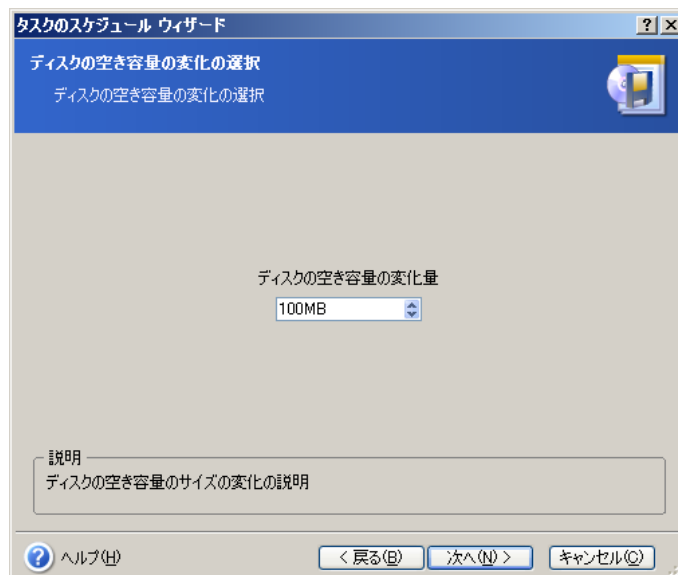 タスクのスケジュール ウィザード
ディスクの空き容量の変化の選択
ディスクの空き容量の変化の選択
ディスクの空き容量の変化量
100MB
説明
ディスクの空き容量のサイズの変化の説明
ヘルプ(H)
< 戻る(B)
次へ(N) >
キャンセル(C)